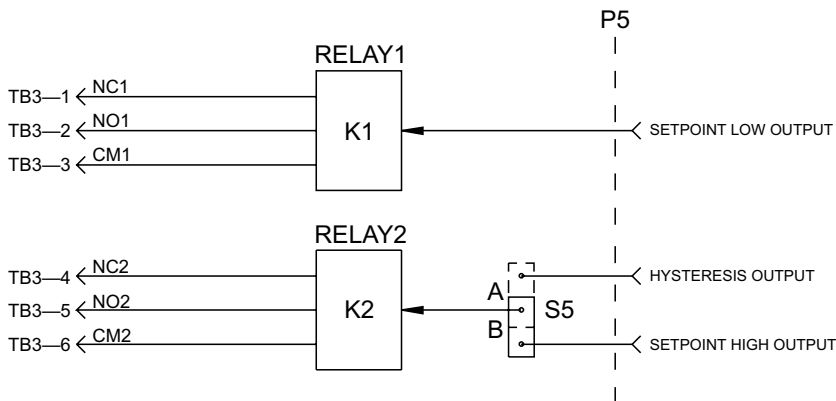 P5
RELAY1
TB3—1 NC1
TB3—2 NO1
TB3—3 CM1
K1
SETPOINT LOW OUTPUT
RELAY2
TB3—4 NC2
TB3—5 NO2
TB3—6 CM2
K2
A
B
S5
HYSTERESIS OUTPUT
SETPOINT HIGH OUTPUT